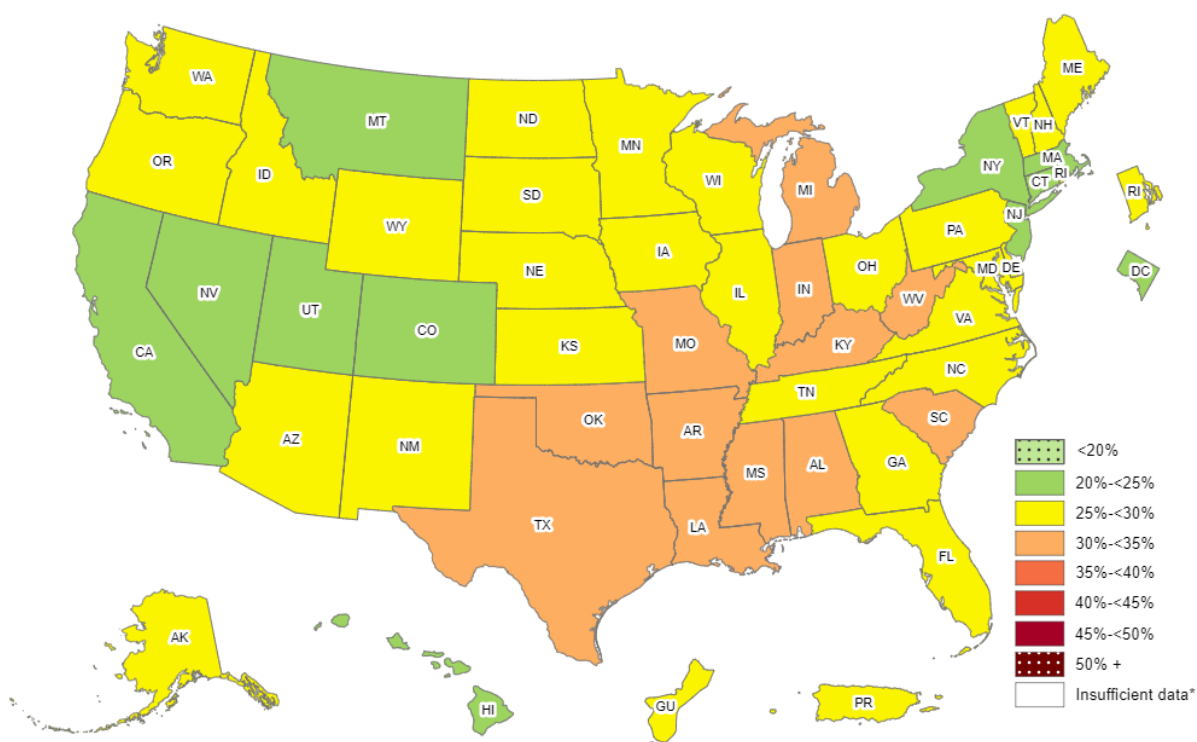 WA
MT
ND
MN
ME
VT
NH
OR
ID
SD
WI
MI
NY
MA
RI
CT
RI
WY
IA
PA
NJ
NE
IL
IN
OH
MD
DE
DC
NV
UT
CO
KS
MO
WV
VA
KY
CA
NC
TN
OK
AR
SC
AZ
NM
MS
AL
GA
TX
LA
FL
AK
HI
GU
PR
<20%
20%-<25%
25%-<30%
30%-<35%
35%-<40%
40%-<45%
45%-<50%
50% +
Insufficient data*